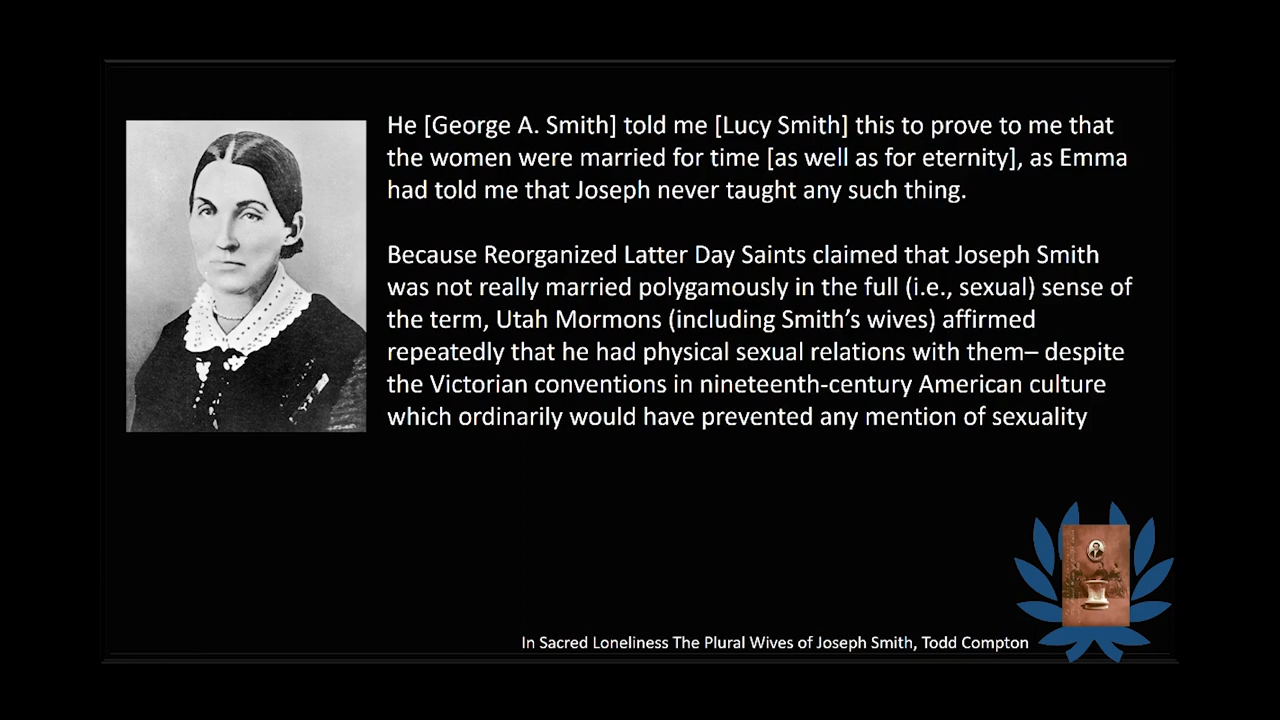 He [George A. Smith] told me [Lucy Smith] this to prove to me that
the women were married for time [as well as for eternity], as Emma
had told me that Joseph never taught any such thing.
Because Reorganized Latter Day Saints claimed that Joseph Smith
was not really married polygamously in the full (i.e., sexual) sense of
the term, Utah Mormons (including Smith’s wives) affirmed
repeatedly that he had physical sexual relations with them– despite
the Victorian conventions in nineteenth-century American culture
which ordinarily would have prevented any mention of sexuality
In Sacred Loneliness The Plural Wives of Joseph Smith, Todd Compton